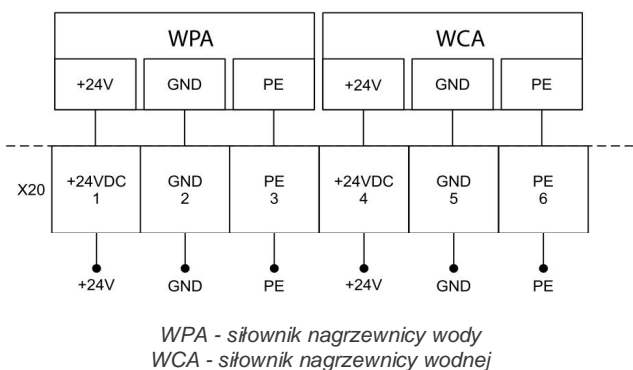 WPA WCA
+24V GND PE +24V GND PE
X20 +24VDC GND PE +24VDC GND PE
1 2 3 4 5 6
+24V GND PE +24V GND PE
WPA - siłownik nagrzewnicy wody
WCA - siłownik nagrzewnicy wodnej